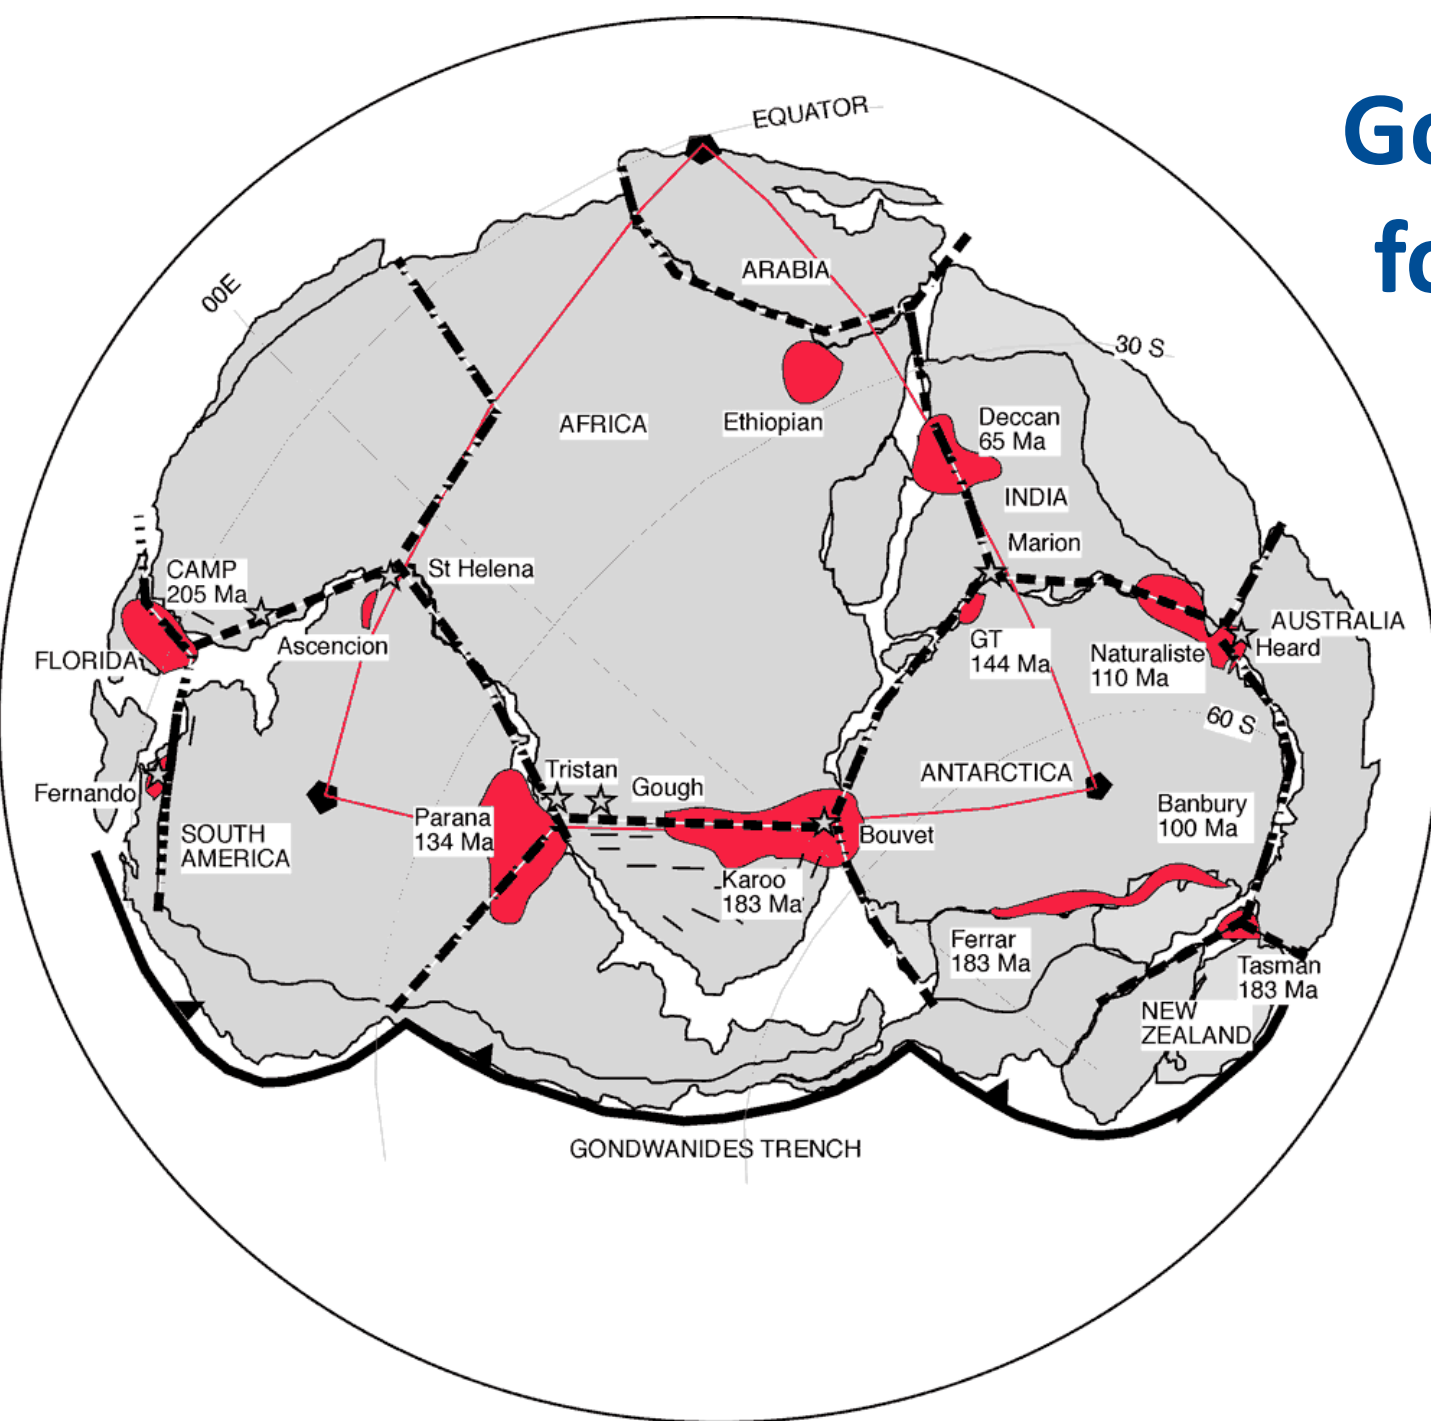 Go
fo
EQUATOR
00E
ARABIA
30 S
AFRICA
Ethiopian
Deccan
65 Ma
INDIA
Marion
CAMP
205 Ma
St Helena
Ascencion
FLORIDA
GT
144 Ma
Naturaliste
110 Ma
AUSTRALIA
Heard
60 S
Fernando
SOUTH
AMERICA
Parana
134 Ma
Tristan
Gough
ANTARCTICA
Bouvet
Banbury
100 Ma
Karoo
183 Ma
Ferrar
183 Ma
Tasman
183 Ma
NEW
ZEALAND
GONDWANIDES TRENCH